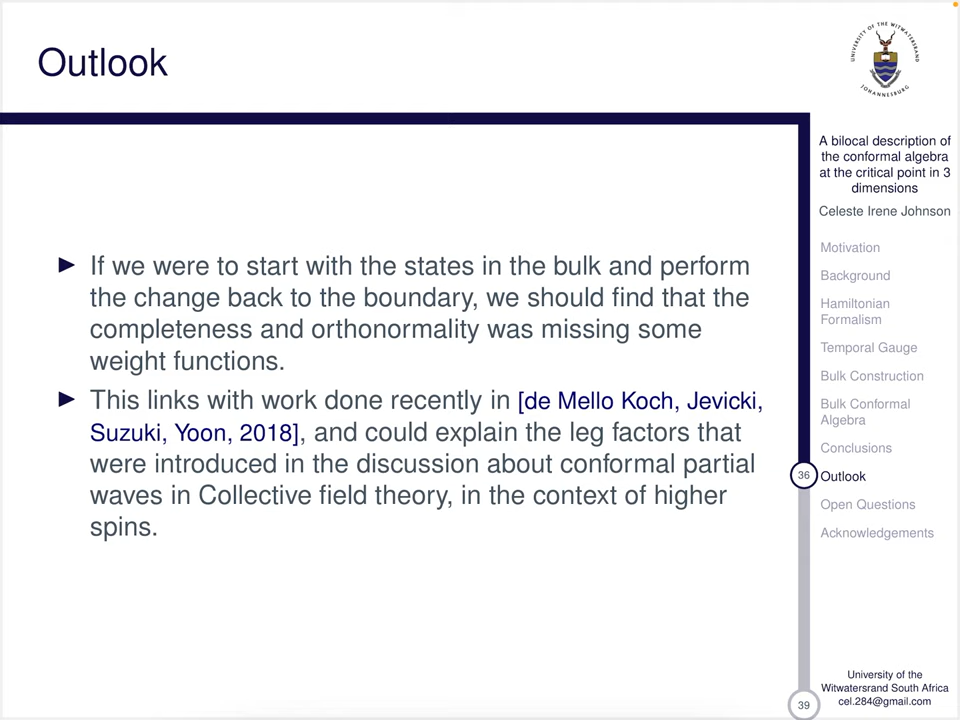 Outlook
UNIVERSITY OF THE WITWATERSRAND
JOHANNESBURG
A bilocal description of
the conformal algebra
at the critical point in 3
dimensions
Celeste Irene Johnson
► If we were to start with the states in the bulk and perform
the change back to the boundary, we should find that the
completeness and orthonormality was missing some
weight functions.
► This links with work done recently in [de Mello Koch, Jevicki,
Suzuki, Yoon, 2018], and could explain the leg factors that
were introduced in the discussion about conformal partial
waves in Collective field theory, in the context of higher
spins.
Motivation
Background
Hamiltonian
Formalism
Temporal Gauge
Bulk Construction
Bulk Conformal
Algebra
Conclusions
36 Outlook
Open Questions
Acknowledgements
University of the
Witwatersrand South Africa
cel.284@gmail.com
39